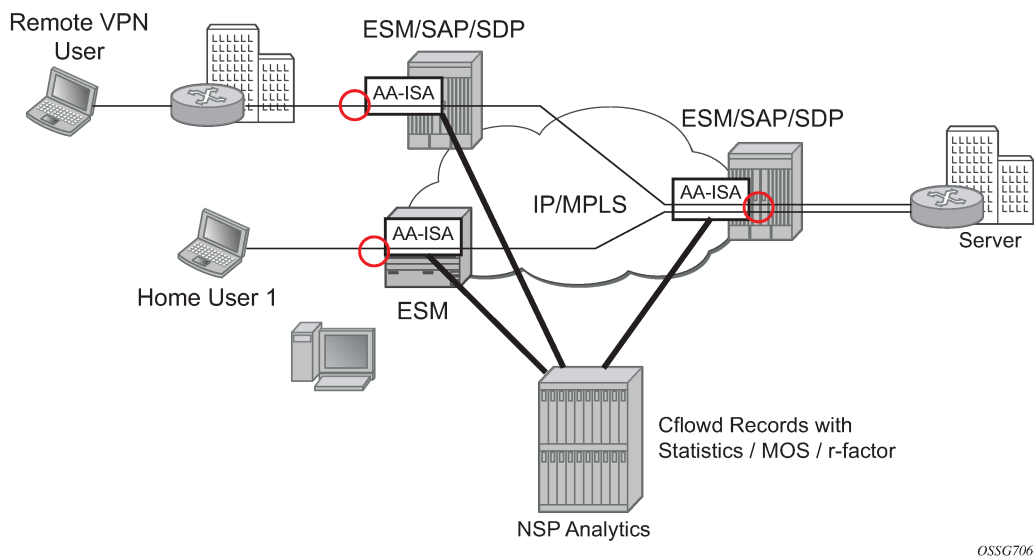 Remote VPN
User
ESM/SAP/SDP
AA-ISA
ESM/SAP/SDP
AA-ISA
IP/MPLS
Server
AA-ISA
Home User 1
ESM
Cflowd Records with
Statistics / MOS / r-factor
NSP Analytics
OSSG706